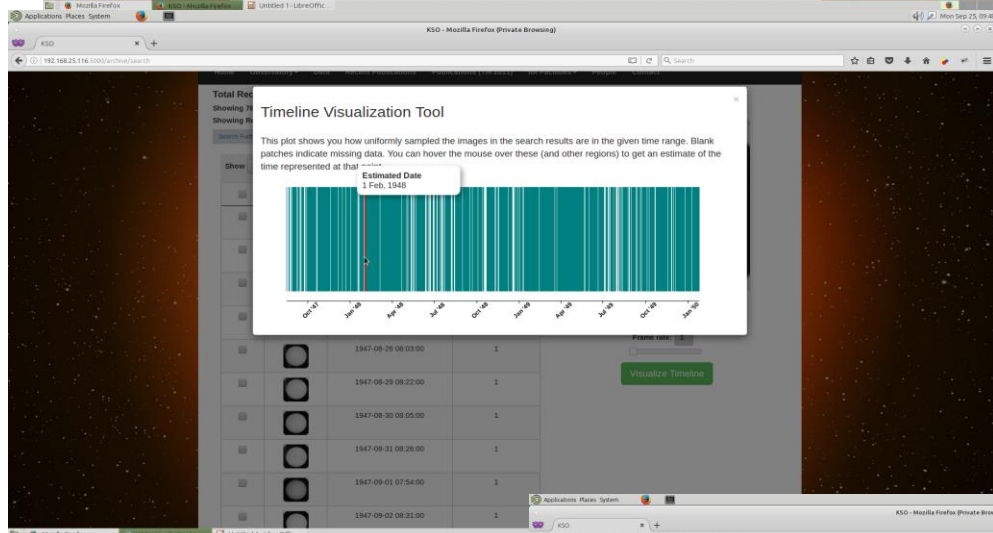 Mozilla Firefox
KSO - Mozilla Firefox
Untitled 1 - LibreOffic...
Applications Places System
Mon Sep 25, 09:4
KSO - Mozilla Firefox (Private Browsing)
KSO
192.168.25.116:5000/archive/search
Search
Home Observatory Data Recent Publications Publications (Till 2011) KK Facilities People Contact
Total Rec
Showing 76
Showing Re
Search Furt
Show
Timeline Visualization Tool
×
This plot shows you how uniformly sampled the images in the search results are in the given time range. Blank
patches indicate missing data. You can hover the mouse over these (and other regions) to get an estimate of the
time represented at that point.
Estimated Date
1 Feb, 1948
Oct '47 Jan '48 Apr '48 Jul '48 Oct '48 Jan '49 Apr '49 Jul '49 Oct '49 Jan '50
Frame rate: 1
1947-08-28 08:03:00 1
Visualize Timeline
1947-08-29 08:22:00 1
1947-08-30 08:05:00 1
1947-08-31 08:28:00 1
1947-09-01 07:54:00 1
1947-09-02 08:31:00 1
Applications Places System
KSO - Mozilla Firefox (Private Brow
KSO